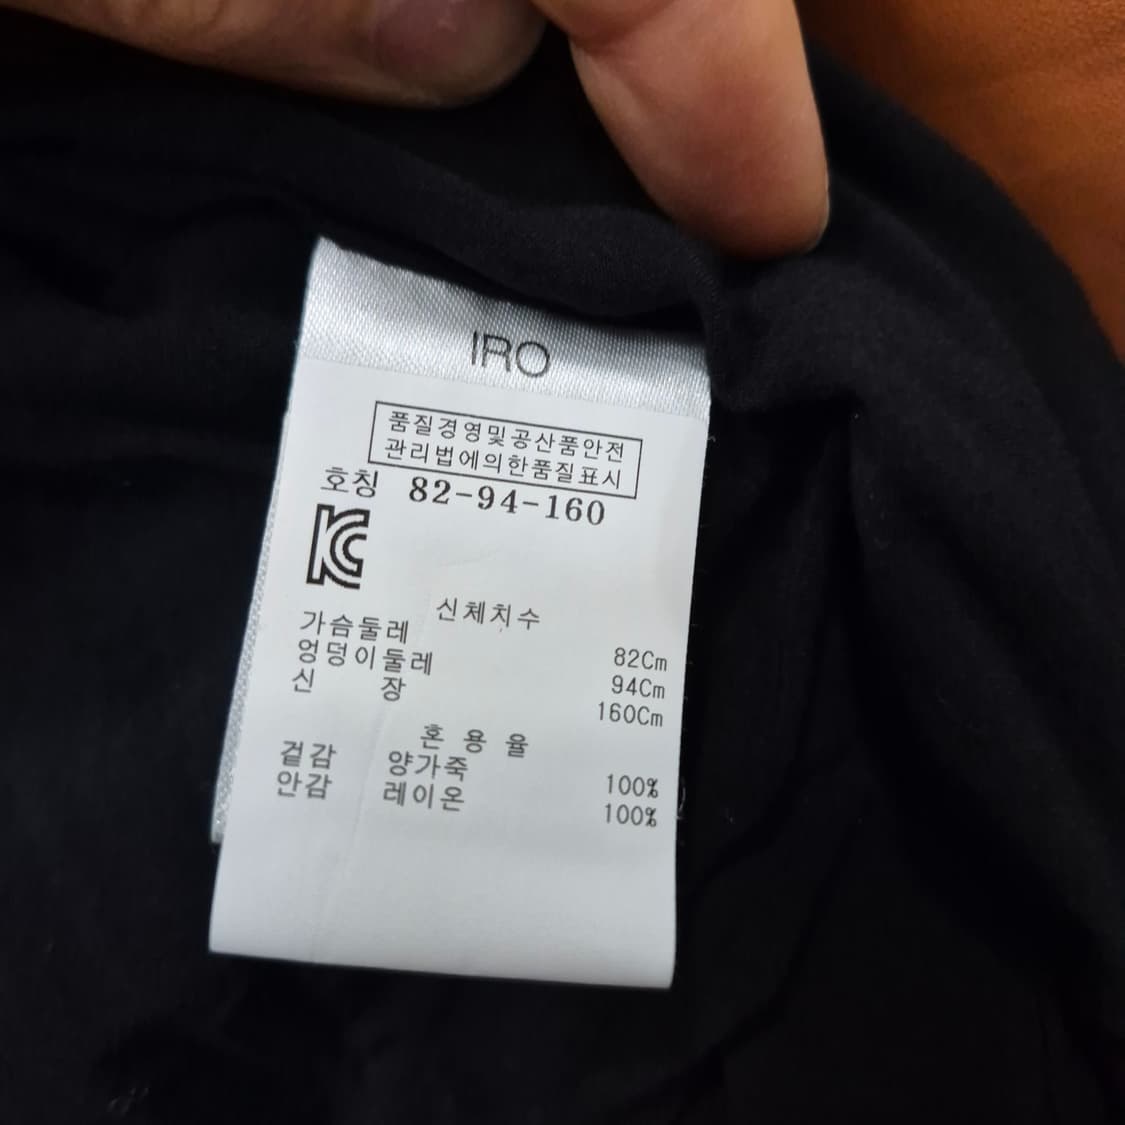 IRO
품질경영및공산품안전
관리법에의한품질표시
호칭 82-94-160
KC
신체치수
가슴둘레 82Cm
엉덩이둘레 94Cm
신 장 160Cm
혼 용 율
겉감 양가죽 100%
안감 레이온 100%